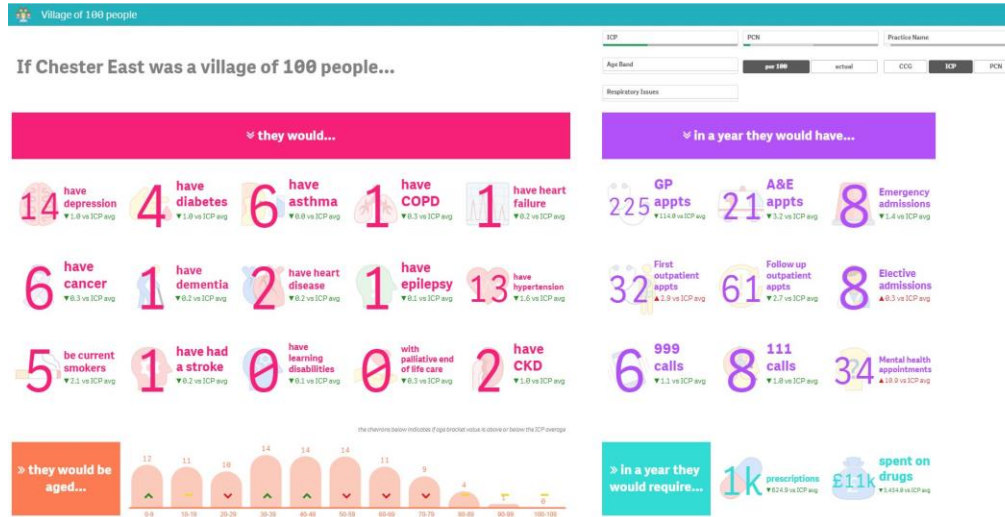 Village of 100 people
If Chester East was a village of 100 people...
ICP
PCN
Practice Name
Age Band
per 100
actual
CCG
ICP
PCN
Respiratory Issues
they would...
14 have depression
▼1.0 vs ICP avg
4 have diabetes
▼1.0 vs ICP avg
6 have asthma
▼0.0 vs ICP avg
1 have COPD
▼0.3 vs ICP avg
1 have heart failure
▼0.2 vs ICP avg
6 have cancer
▼0.3 vs ICP avg
1 have dementia
▼0.2 vs ICP avg
2 have heart disease
▼0.2 vs ICP avg
1 have epilepsy
▼0.1 vs ICP avg
13 have hypertension
▼1.6 vs ICP avg
5 be current smokers
▼2.1 vs ICP avg
1 have had a stroke
▼0.2 vs ICP avg
0 have learning disabilities
▼0.1 vs ICP avg
0 with palliative end of life care
▼0.3 vs ICP avg
2 have CKD
▼1.0 vs ICP avg
in a year they would have...
225 GP appts
▼114.0 vs ICP avg
21 A&E appts
▼3.2 vs ICP avg
8 Emergency admissions
▼1.4 vs ICP avg
32 First outpatient appts
▲2.9 vs ICP avg
61 Follow up outpatient appts
▼2.7 vs ICP avg
8 Elective admissions
▲0.3 vs ICP avg
6 999 calls
▼1.1 vs ICP avg
8 111 calls
▼1.0 vs ICP avg
34 Mental health appointments
▲10.9 vs ICP avg
the chevrons below indicates if age bracket value is above or below the ICP average
they would be
aged...
12
11
10
14
14
14
11
9
4
1
0
0-9
10-19
20-29
30-39
40-49
50-59
60-69
70-79
80-89
90-99
100-109
in a year they
would require...
1k prescriptions
▼624.9 vs ICP avg
£11k spent on drugs